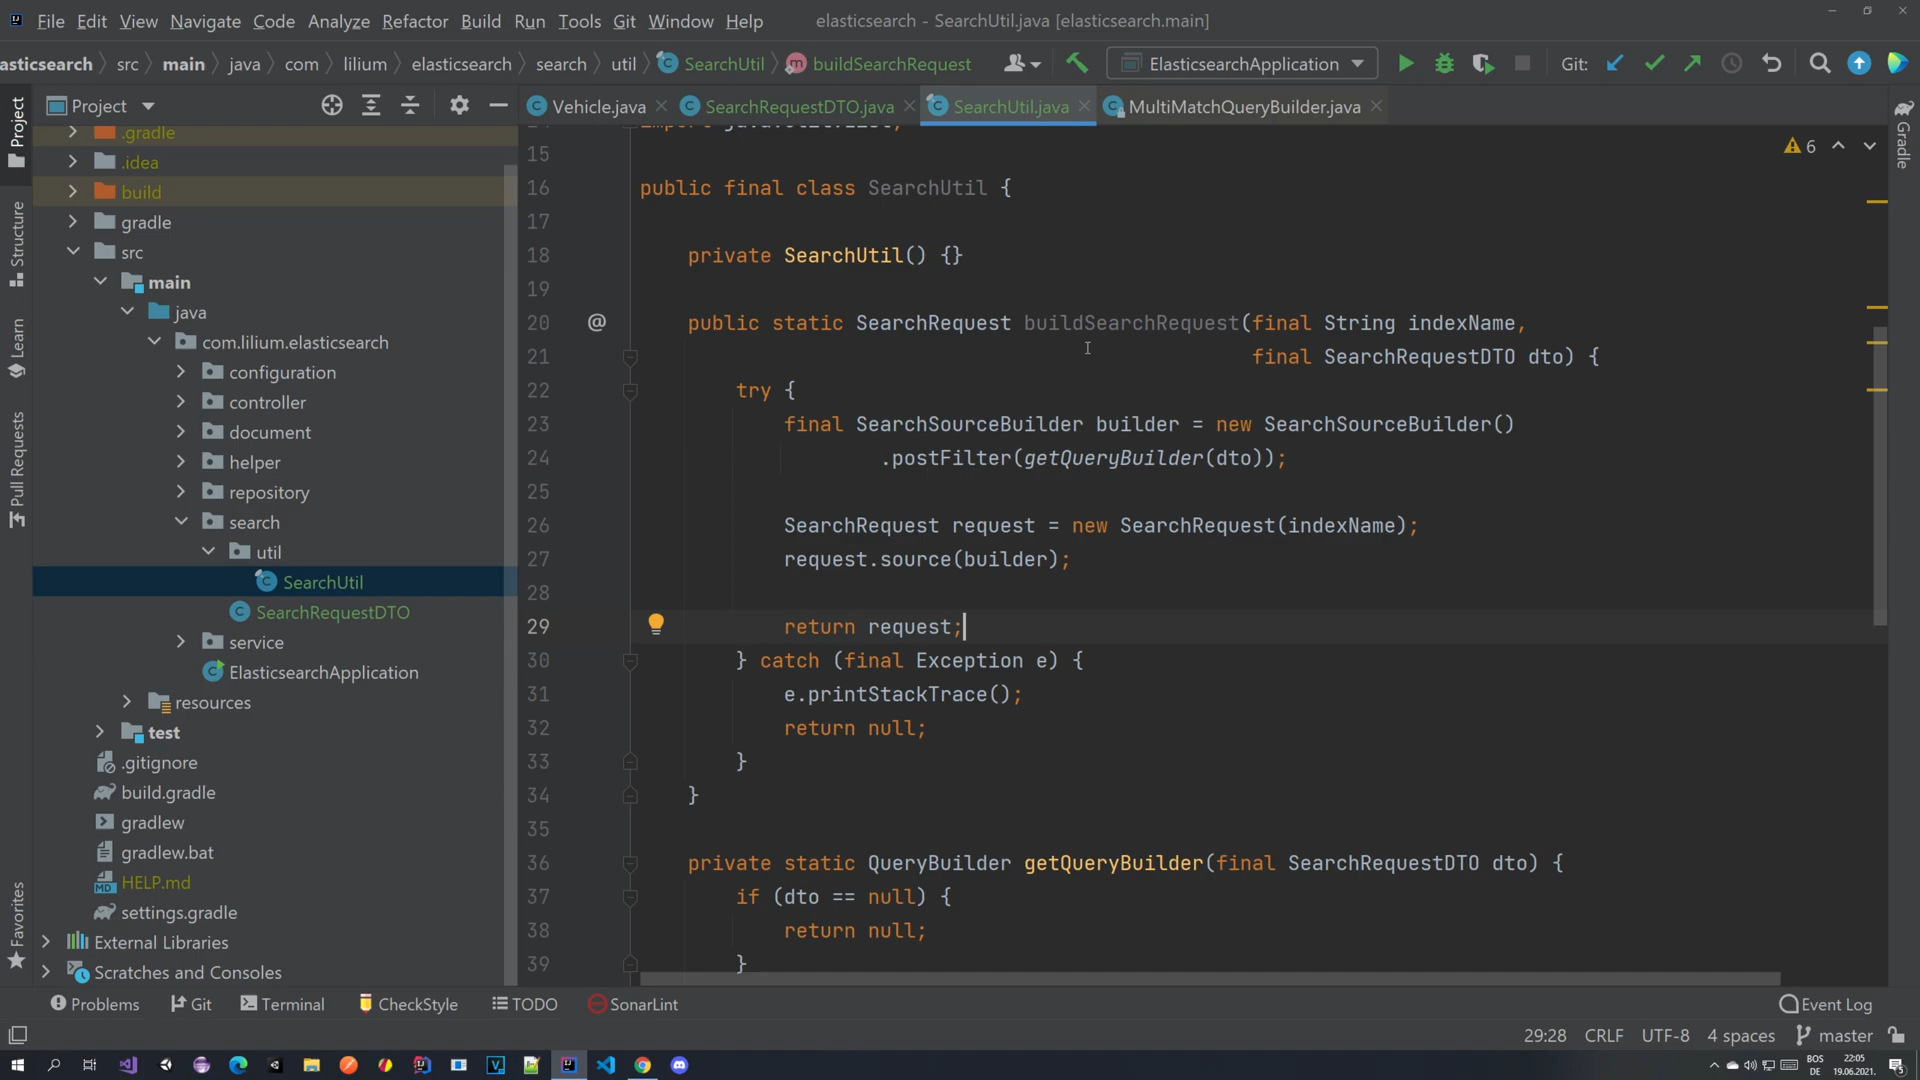 File Edit View Navigate Code Analyze Refactor Build Run Tools Git Window Help elasticsearch - SearchUtil.java [elasticsearch.main]
asticsearch src main java com lilium elasticsearch search util SearchUtil buildSearchRequest ElasticsearchApplication Git:
Project Vehicle.java SearchRequestDTO.java SearchUtil.java MultiMatchQueryBuilder.java
Project
Structure
Learn
Pull Requests
Favorites
Gradle
.gradle
.idea
build
gradle
src
main
java
com.lilium.elasticsearch
configuration
controller
document
helper
repository
search
util
SearchUtil
SearchRequestDTO
service
ElasticsearchApplication
resources
test
.gitignore
build.gradle
gradlew
gradlew.bat
HELP.md
settings.gradle
External Libraries
Scratches and Consoles
6
15
16 public final class SearchUtil {
17
18 private SearchUtil() {}
19
20 @ public static SearchRequest buildSearchRequest(final String indexName,
21 final SearchRequestDTO dto) {
22 try {
23 final SearchSourceBuilder builder = new SearchSourceBuilder()
24 .postFilter(getQueryBuilder(dto));
25
26 SearchRequest request = new SearchRequest(indexName);
27 request.source(builder);
28
29 return request;
30 } catch (final Exception e) {
31 e.printStackTrace();
32 return null;
33 }
34 }
35
36 private static QueryBuilder getQueryBuilder(final SearchRequestDTO dto) {
37 if (dto == null) {
38 return null;
39 }
Problems Git Terminal CheckStyle TODO SonarLint Event Log
29:28 CRLF UTF-8 4 spaces master
BOS
DE
22:05
19.06.2021.